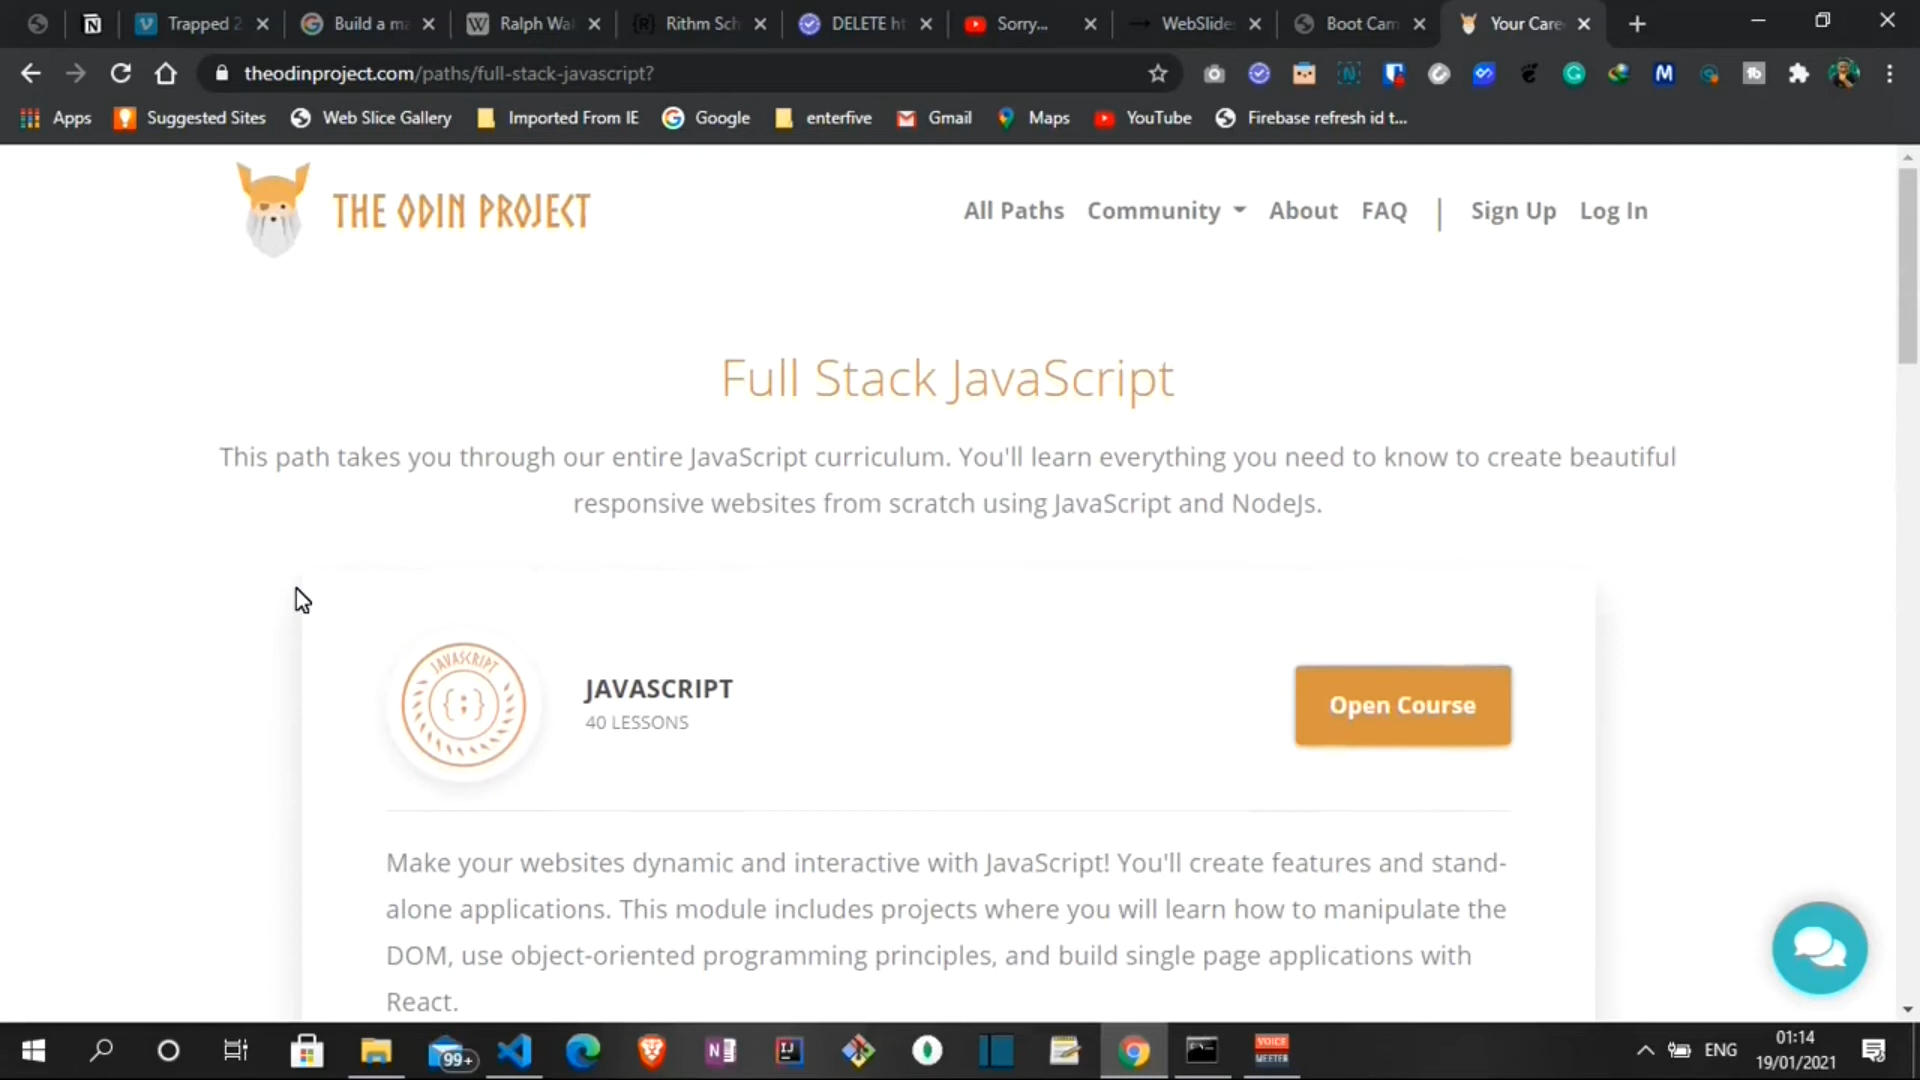 Trapped 2
Build a ma
Ralph Wal
Rithm Sch
DELETE ht
Sorry...
WebSlide
Boot Cam
Your Care
theodinproject.com/paths/full-stack-javascript?
Apps
Suggested Sites
Web Slice Gallery
Imported From IE
Google
enterfive
Gmail
Maps
YouTube
Firebase refresh id t...
THE ODIN PROJECT
All Paths
Community
About
FAQ
Sign Up
Log In
Full Stack JavaScript
This path takes you through our entire JavaScript curriculum. You'll learn everything you need to know to create beautiful
responsive websites from scratch using JavaScript and NodeJs.
JAVASCRIPT
{;}
JAVASCRIPT
40 LESSONS
Open Course
Make your websites dynamic and interactive with JavaScript! You'll create features and stand-
alone applications. This module includes projects where you will learn how to manipulate the
DOM, use object-oriented programming principles, and build single page applications with
React.
99+
VOICE
MEETER
ENG
01:14
19/01/2021